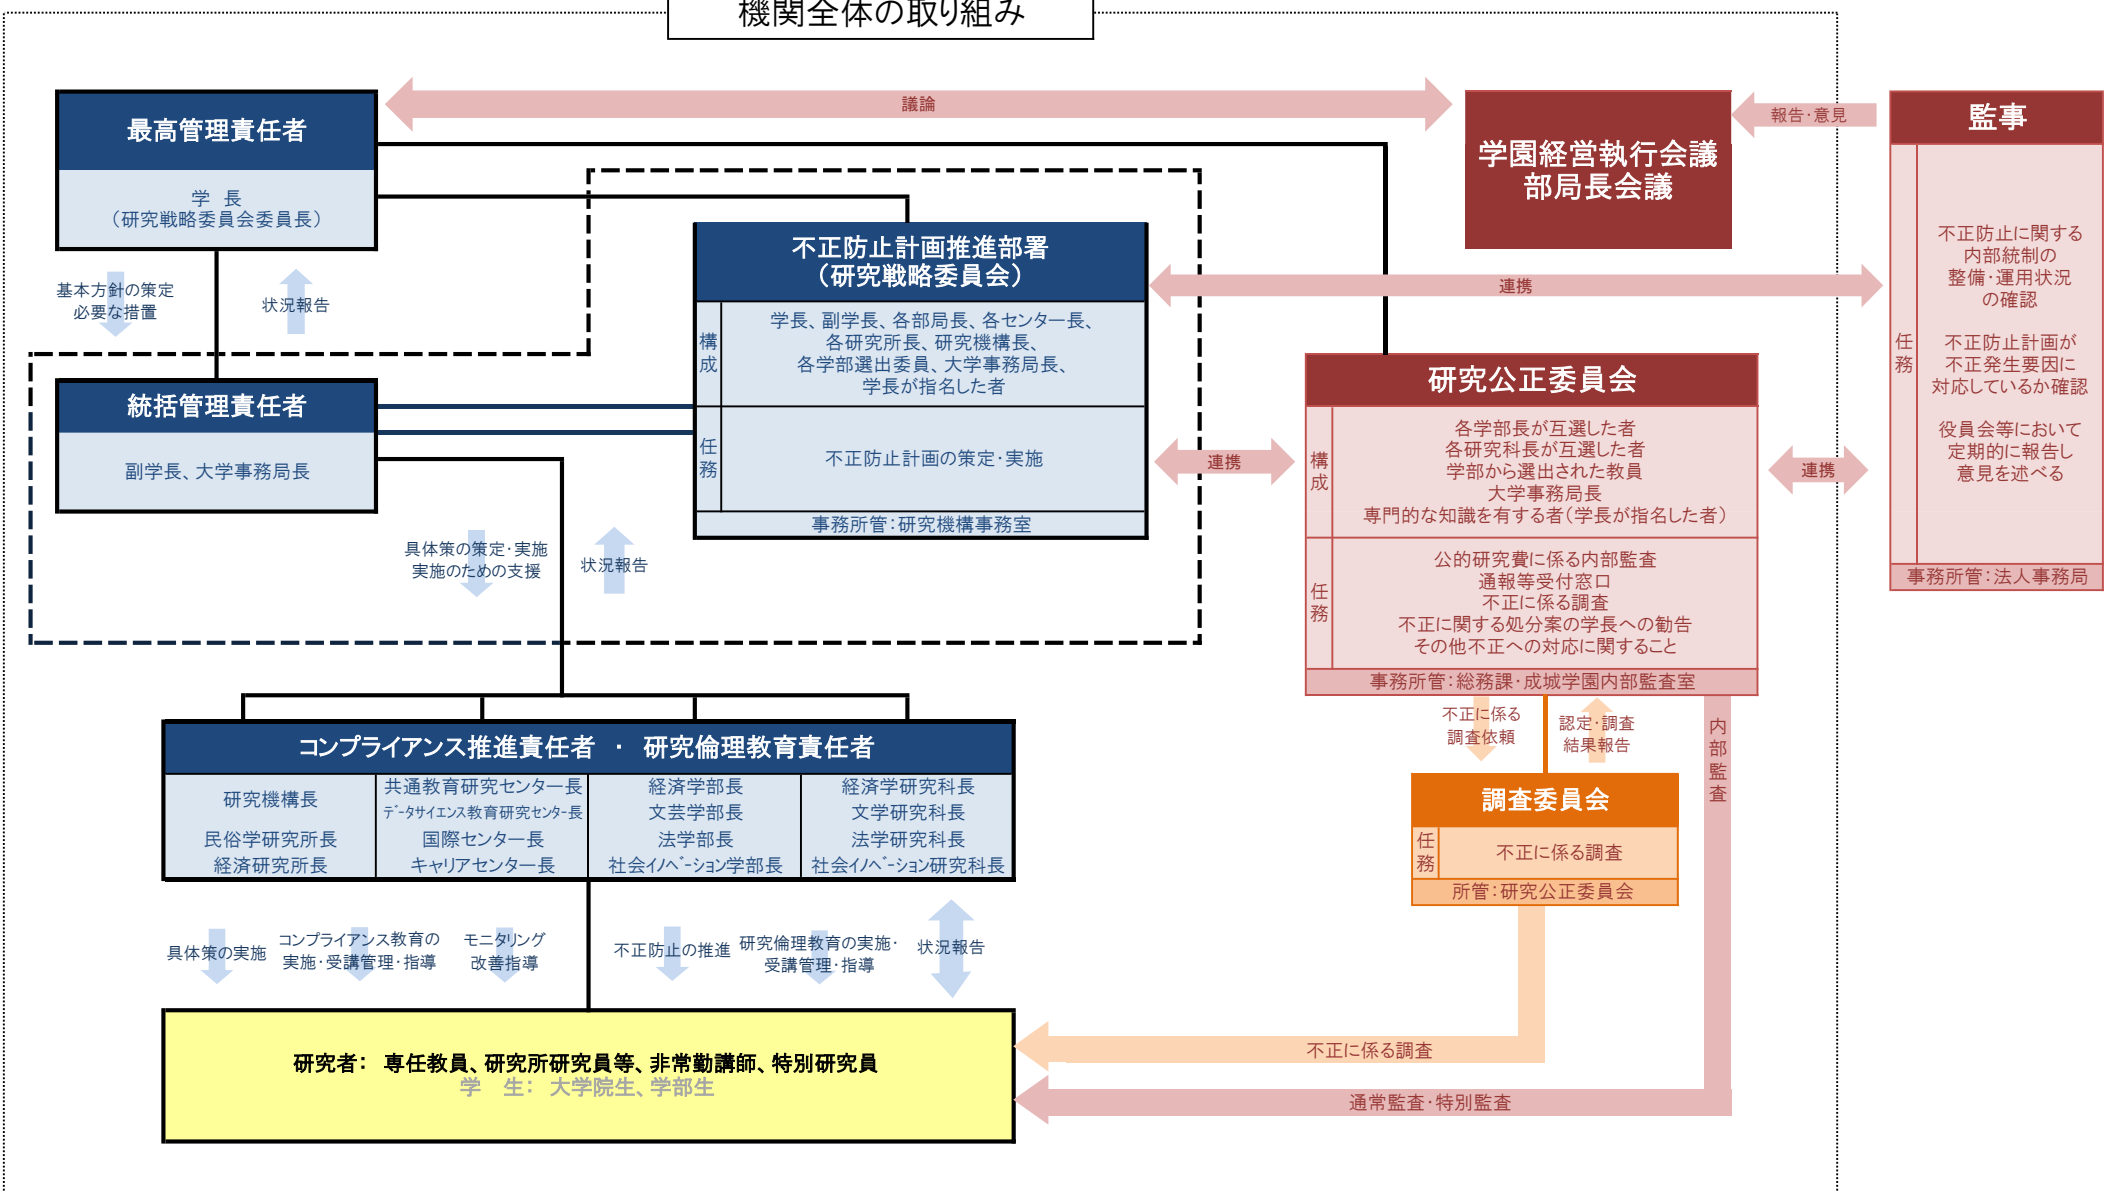 機関全体の取り組み
最高管理責任者
学　長
（研究戦略委員会委員長）
議論
学園経営執行会議
部局長会議
報告・意見
監事
任務
不正防止に関する
内部統制の
整備・運用状況
の確認
不正防止計画が
不正発生要因に
対応しているか確認
役員会等において
定期的に報告し
意見を述べる
事務所管：法人事務局
基本方針の策定
必要な措置
状況報告
不正防止計画推進部署
（研究戦略委員会）
構成
学長、副学長、各部局長、各センター長、
各研究所長、研究機構長、
各学部選出委員、大学事務局長、
学長が指名した者
任務
不正防止計画の策定・実施
事務所管：研究機構事務室
連携
連携
連携
統括管理責任者
副学長、大学事務局長
具体策の策定・実施
実施のための支援
状況報告
研究公正委員会
構成
各学部長が互選した者
各研究科長が互選した者
学部から選出された教員
大学事務局長
専門的な知識を有する者（学長が指名した者）
任務
公的研究費に係る内部監査
通報等受付窓口
不正に係る調査
不正に関する処分案の学長への勧告
その他不正への対応に関すること
事務所管：総務課・成城学園内部監査室
不正に係る
調査依頼
認定・調査
結果報告
内部監査
調査委員会
任務
不正に係る調査
所管：研究公正委員会
コンプライアンス推進責任者　・　研究倫理教育責任者
研究機構長
民俗学研究所長
経済研究所長
共通教育研究センター長
ﾃﾞｰﾀサイエンス教育研究センター長
国際センター長
キャリアセンター長
経済学部長
文芸学部長
法学部長
社会ｲﾉﾍﾞｰｼｮﾝ学部長
経済学研究科長
文学研究科長
法学研究科長
社会ｲﾉﾍﾞｰｼｮﾝ研究科長
具体策の実施
コンプライアンス教育の
実施・受講管理・指導
モニタリング
改善指導
不正防止の推進
研究倫理教育の実施・
受講管理・指導
状況報告
研究者：　専任教員、研究所研究員等、非常勤講師、特別研究員
学　生：　大学院生、学部生
不正に係る調査
通常監査・特別監査